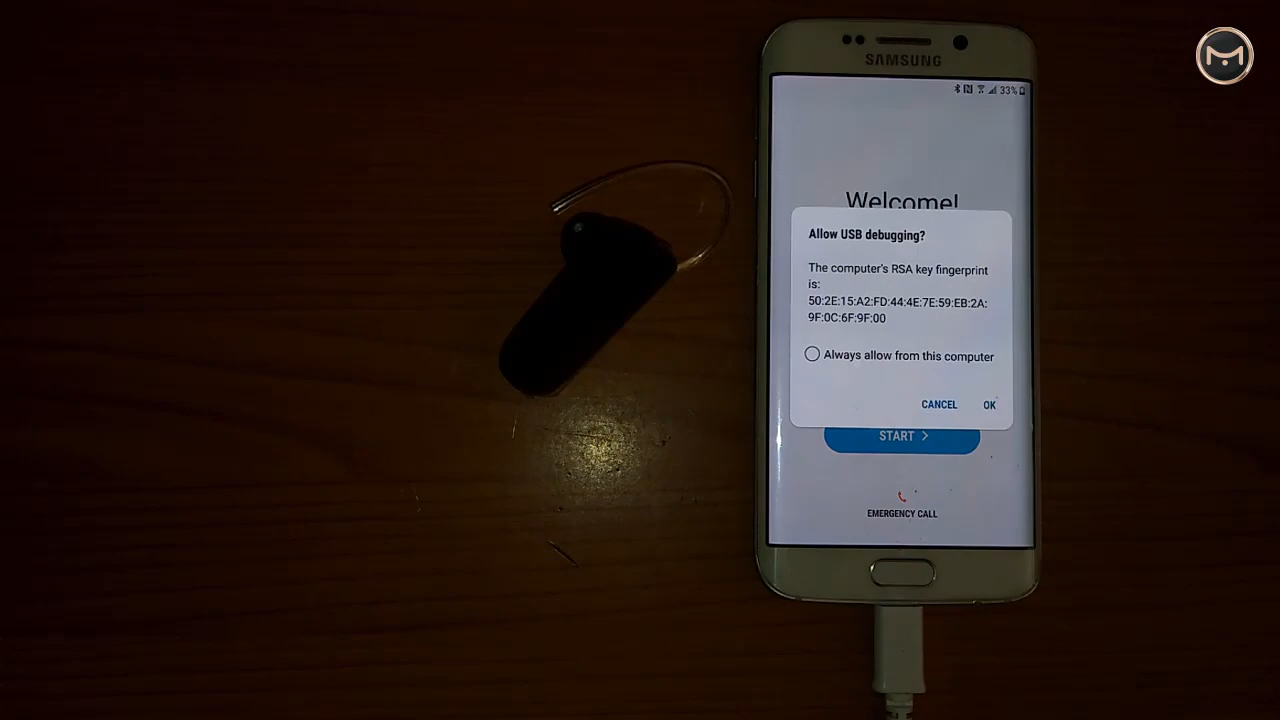 SAMSUNG
33%
Welcome!
Allow USB debugging?
The computer's RSA key fingerprint
is:
50:2E:15:A2:FD:44:4E:7E:59:EB:2A:
9F:0C:6F:9F:00
Always allow from this computer
CANCEL OK
START
EMERGENCY CALL